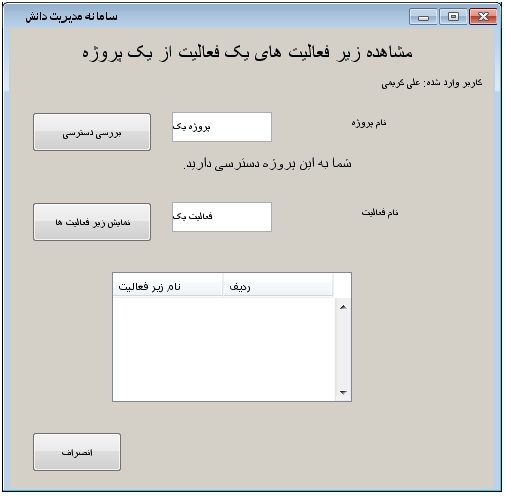 سامانه مدیریت دانش
مشاهده زیر فعالیت های یک فعالیت از یک پروژه
کاربر وارد شده: علی کریمی
نام پروژه
پروژه یک
بررسی دسترسی
شما به این پروژه دسترسی دارید.
نام فعالیت
فعالیت یک
نمایش زیر فعالیت ها
ردیف
نام زیر فعالیت
انصراف